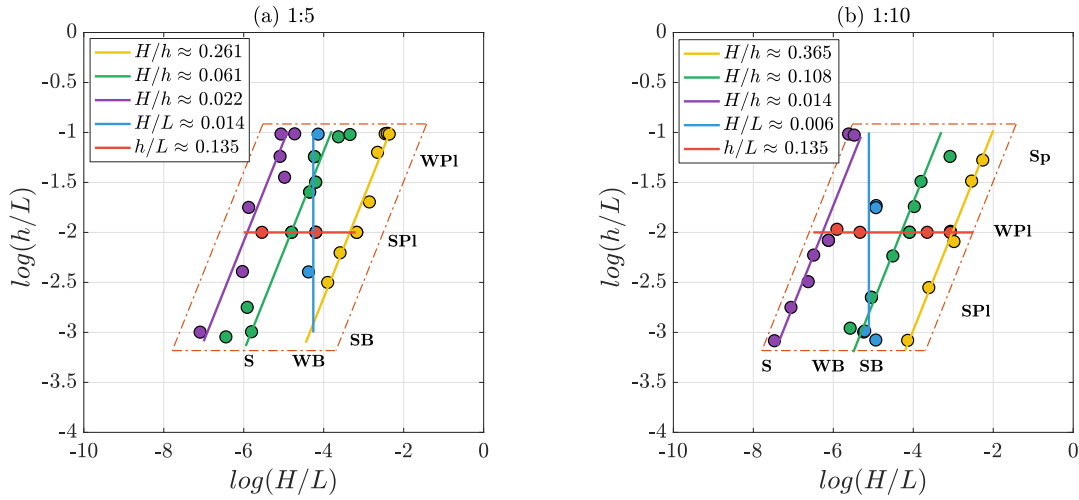 (a) 1:5
H/h ≈ 0.261
H/h ≈ 0.061
H/h ≈ 0.022
H/L ≈ 0.014
h/L ≈ 0.135
0
-0.5
-1
-1.5
-2
-2.5
-3
-3.5
-4
log(h/L)
WPl
SPl
SB
WB
S
-10
-8
-6
-4
-2
0
log(H/L)
(b) 1:10
H/h ≈ 0.365
H/h ≈ 0.108
H/h ≈ 0.014
H/L ≈ 0.006
h/L ≈ 0.135
0
-0.5
-1
-1.5
-2
-2.5
-3
-3.5
-4
log(h/L)
Sp
WPl
SPl
S
WB
SB
-10
-8
-6
-4
-2
0
log(H/L)